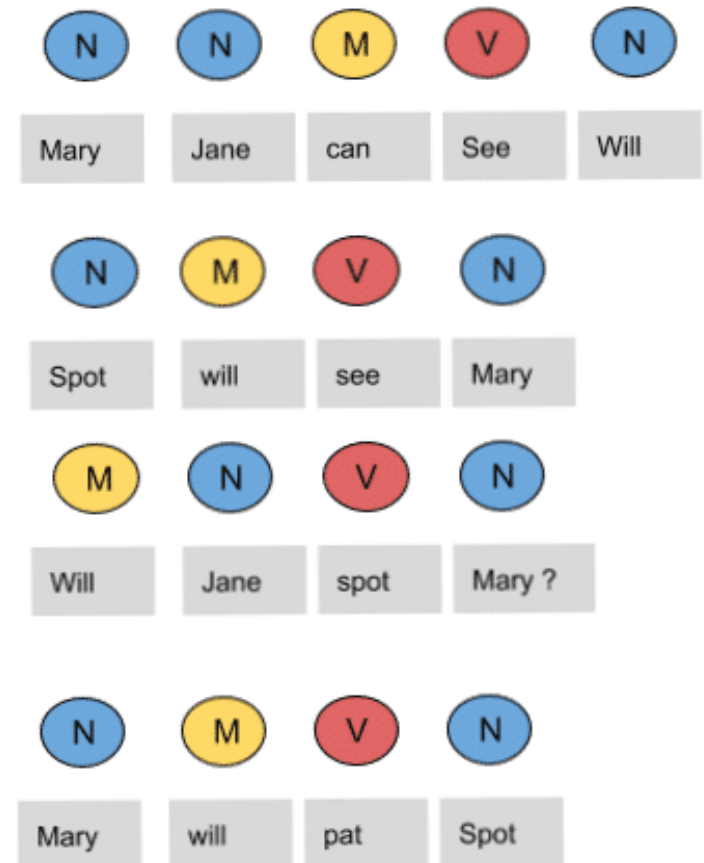 N N M V N
Mary Jane can See Will
N M V N
Spot will see Mary
M N V N
Will Jane spot Mary ?
N M V N
Mary will pat Spot